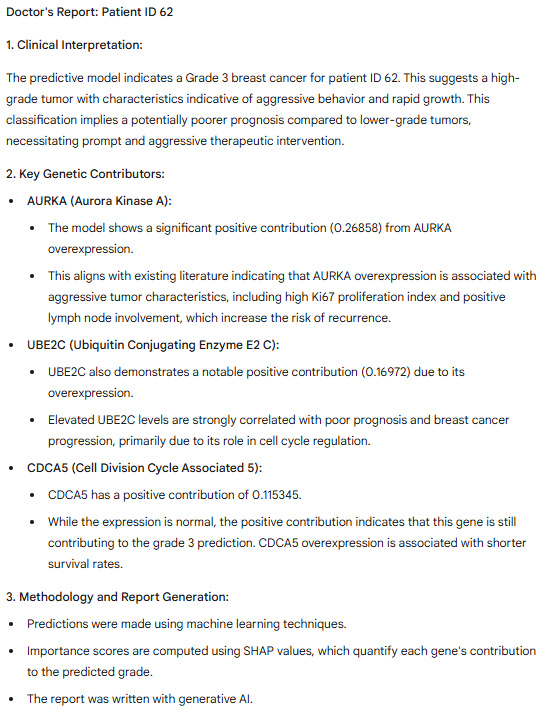 Doctor's Report: Patient ID 62
1. Clinical Interpretation:
The predictive model indicates a Grade 3 breast cancer for patient ID 62. This suggests a high-
grade tumor with characteristics indicative of aggressive behavior and rapid growth. This
classification implies a potentially poorer prognosis compared to lower-grade tumors,
necessitating prompt and aggressive therapeutic intervention.
2. Key Genetic Contributors:
• AURKA (Aurora Kinase A):
• The model shows a significant positive contribution (0.26858) from AURKA
overexpression.
• This aligns with existing literature indicating that AURKA overexpression is associated with
aggressive tumor characteristics, including high Ki67 proliferation index and positive
lymph node involvement, which increase the risk of recurrence.
• UBE2C (Ubiquitin Conjugating Enzyme E2 C):
• UBE2C also demonstrates a notable positive contribution (0.16972) due to its
overexpression.
• Elevated UBE2C levels are strongly correlated with poor prognosis and breast cancer
progression, primarily due to its role in cell cycle regulation.
• CDCA5 (Cell Division Cycle Associated 5):
• CDCA5 has a positive contribution of 0.115345.
• While the expression is normal, the positive contribution indicates that this gene is still
contributing to the grade 3 prediction. CDCA5 overexpression is associated with shorter
survival rates.
3. Methodology and Report Generation:
• Predictions were made using machine learning techniques.
• Importance scores are computed using SHAP values, which quantify each gene's contribution
to the predicted grade.
• The report was written with generative AI.